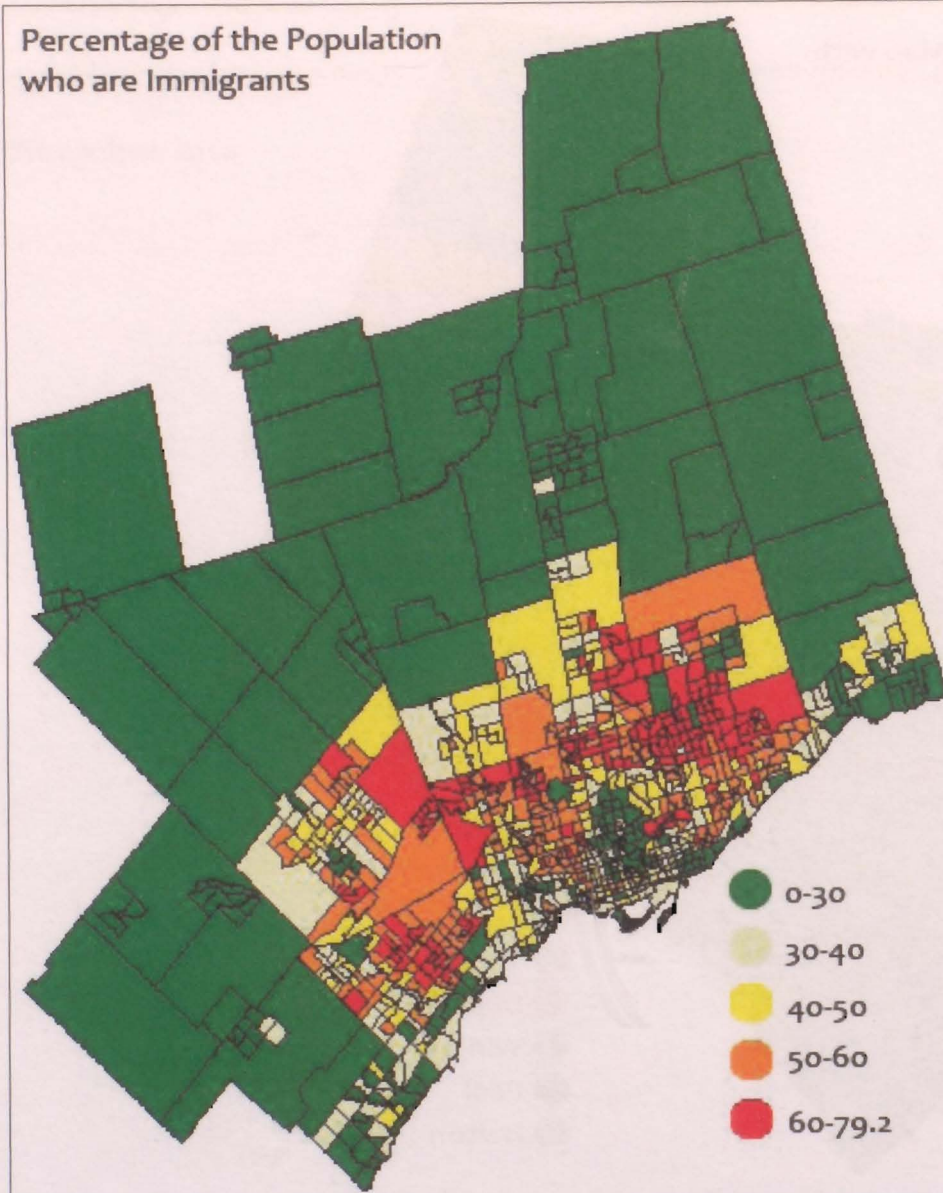 Percentage of the Population
who are Immigrants
0-30
30-40
40-50
50-60
60-79.2